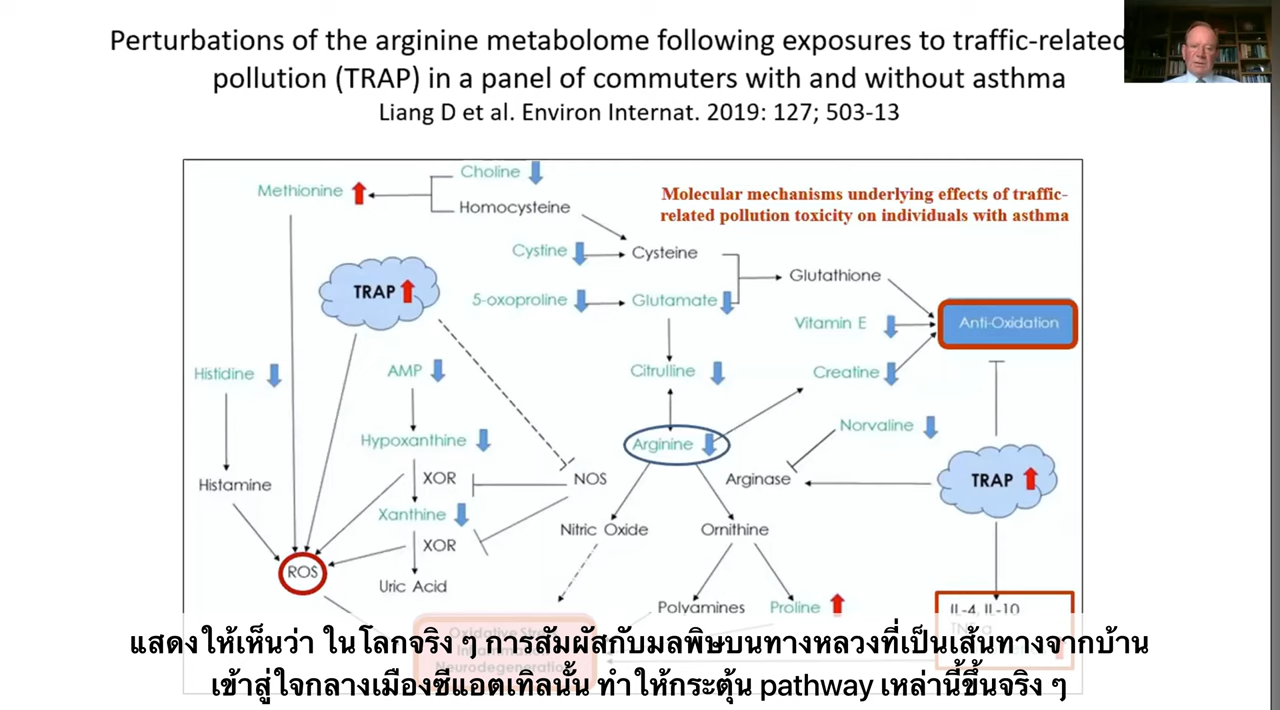 Perturbations of the arginine metabolome following exposures to traffic-related
pollution (TRAP) in a panel of commuters with and without asthma
Liang D et al. Environ Internat. 2019: 127; 503-13
Choline
Methionine
Homocysteine
Molecular mechanisms underlying effects of traffic-
related pollution toxicity on individuals with asthma
Cystine
Cysteine
Glutathione
TRAP
5-oxoproline
Glutamate
Vitamin E
Anti-Oxidation
Histidine
AMP
Citrulline
Creatine
Hypoxanthine
Arginine
Norvaline
Histamine
XOR
NOS
Arginase
TRAP
Xanthine
Nitric Oxide
Ornithine
XOR
ROS
Uric Acid
Polyamines
Proline
IL-4, IL-10
Oxidative
Neurodegeneration
แสดงให้เห็นว่า ในโลกจริง ๆ การสัมผัสกับมลพิษบนทางหลวงที่เป็นเส้นทางจากบ้าน
เข้าสู่ใจกลางเมืองซีแอตเทิลนั้น ทำให้กระตุ้น pathway เหล่านี้ขึ้นจริง ๆ